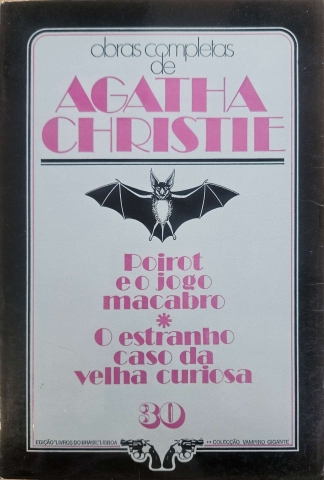 obras completas
de
AGATHA
CHRISTIE
Poirot
e o jogo
macabro
*
O estranho
caso da
velha curiosa
30
EDIÇÃO "LIVROS DO BRASIL" LISBOA
** COLECÇÃO VAMPIRO GIGANTE